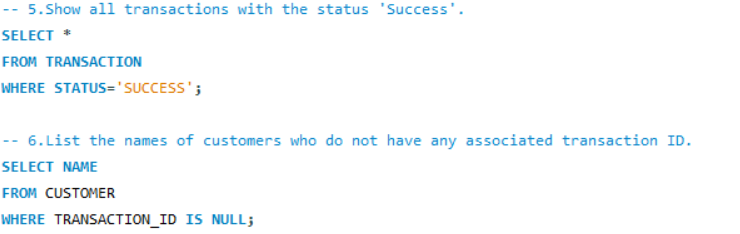 -- 5.Show all transactions with the status 'Success'.
SELECT *
FROM TRANSACTION
WHERE STATUS='SUCCESS';
-- 6.List the names of customers who do not have any associated transaction ID.
SELECT NAME
FROM CUSTOMER
WHERE TRANSACTION_ID IS NULL;